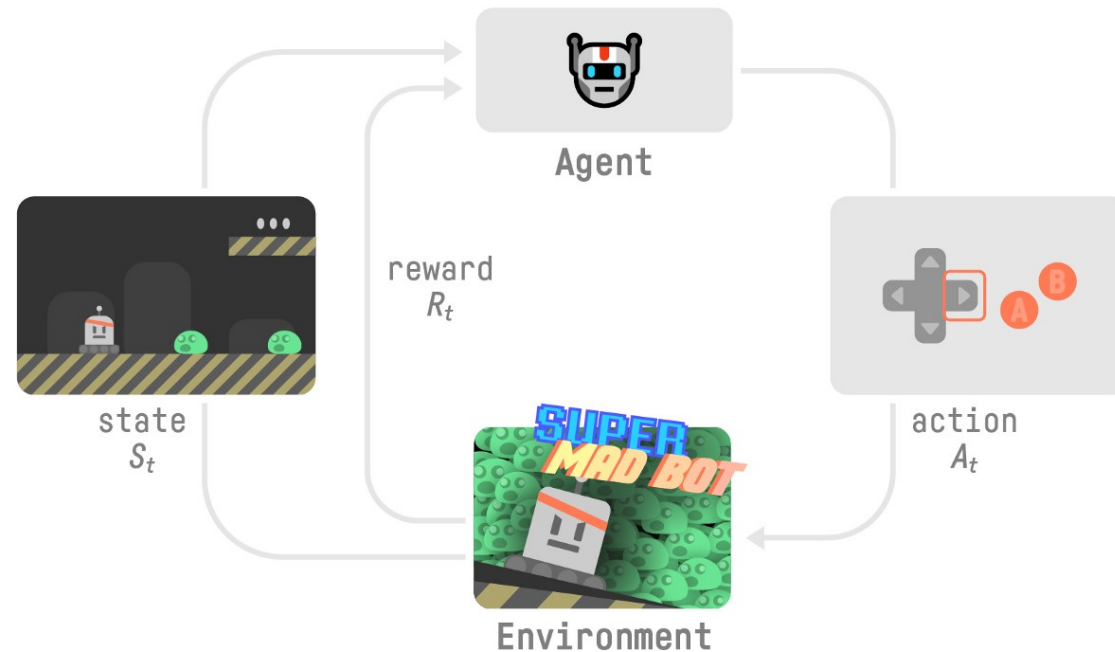 Agent
reward
Rt
B
A
state
St
action
At
SUPER
MAD BOT
Environment